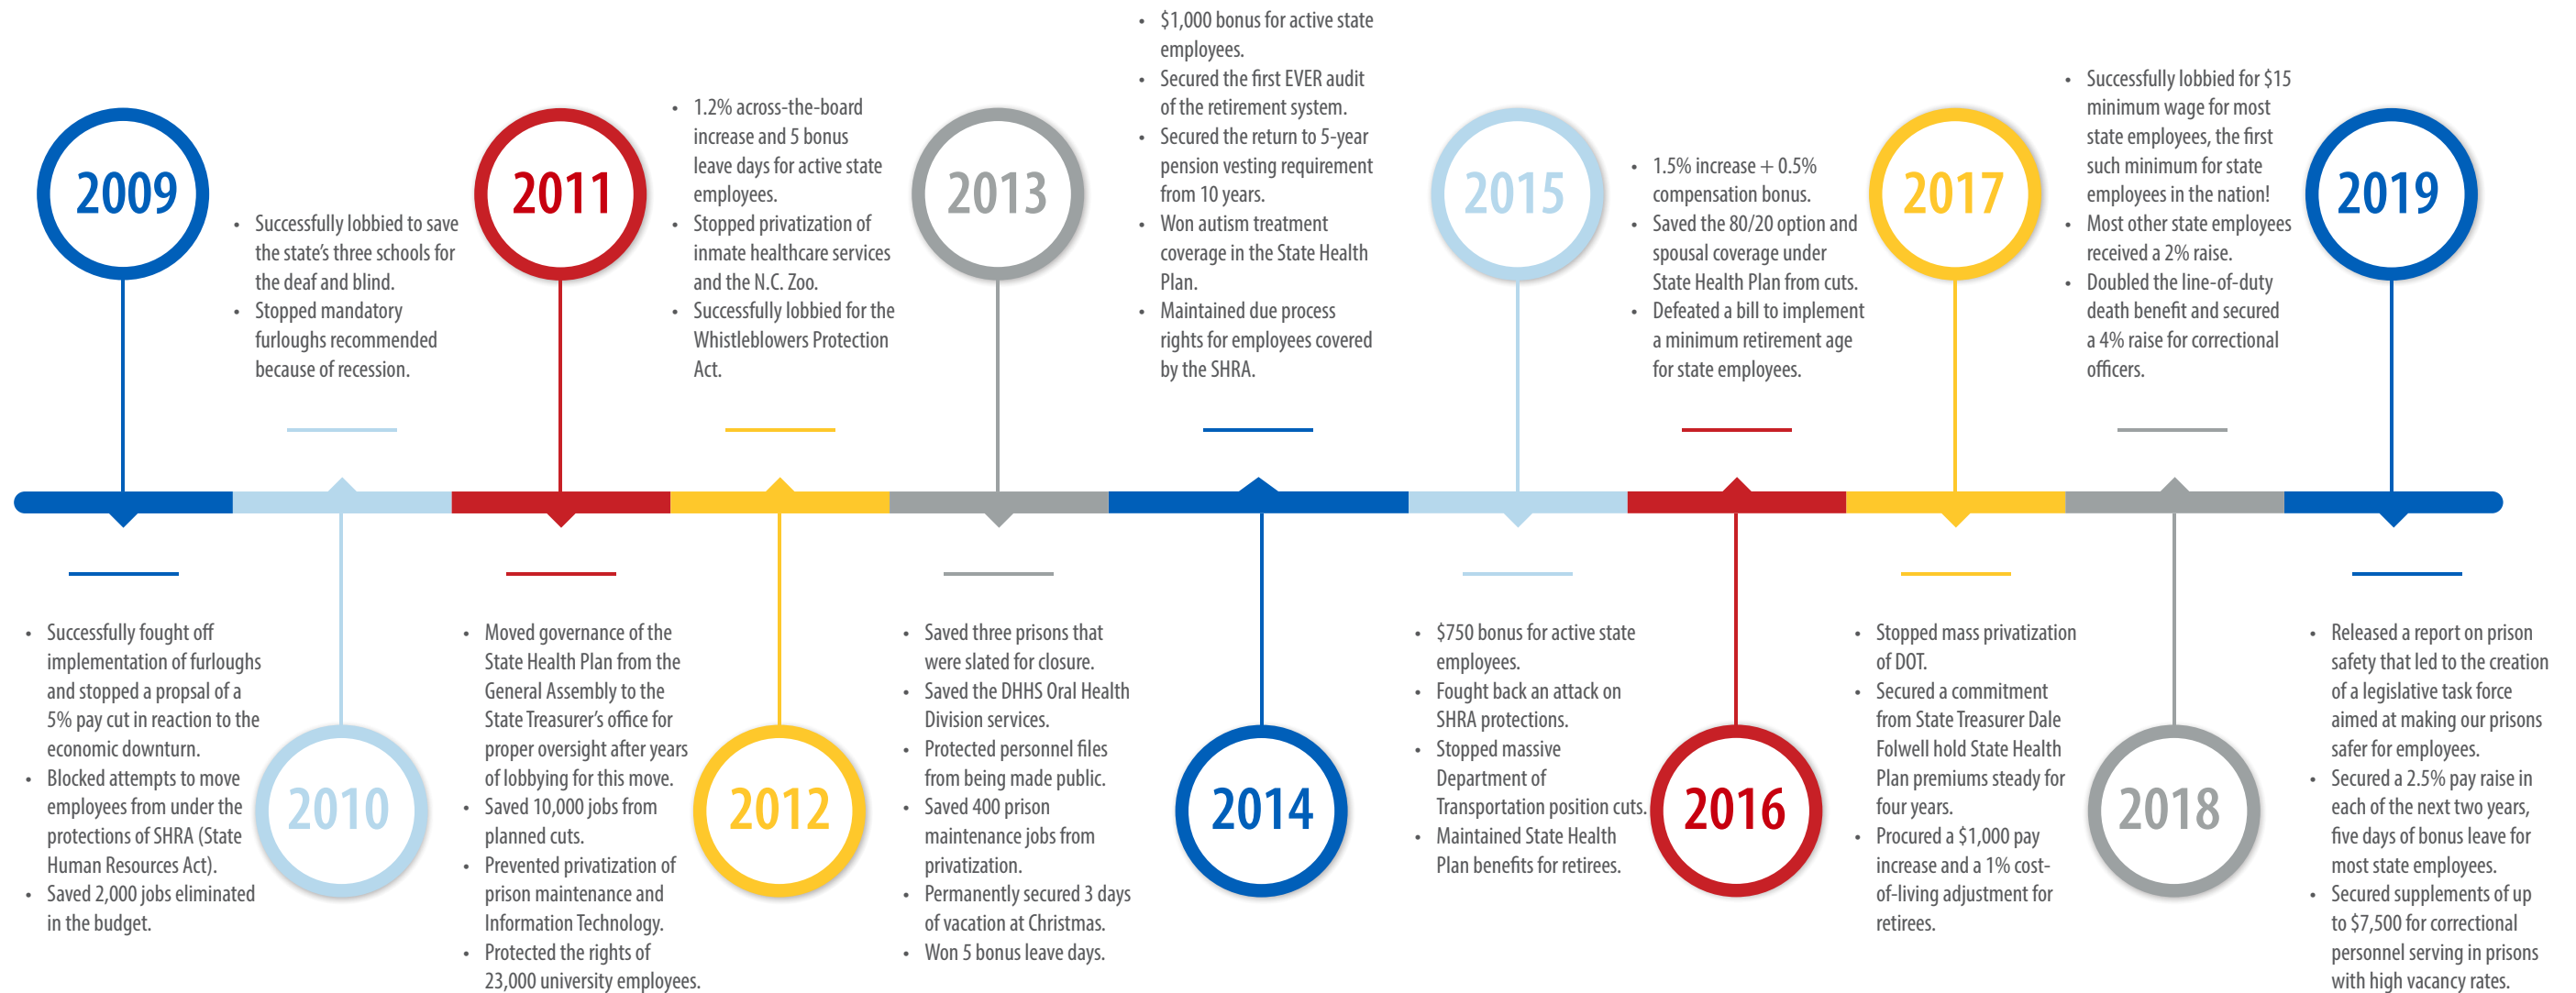 2009
• Successfully fought off
implementation of furloughs
and stopped a propsal of a
5% pay cut in reaction to the
economic downturn.
• Blocked attempts to move
employees from under the
protections of SHRA (State
Human Resources Act).
• Saved 2,000 jobs eliminated
in the budget.
• Successfully lobbied to save
the state’s three schools for
the deaf and blind.
• Stopped mandatory
furloughs recommended
because of recession.
2010
2011
• Moved governance of the
State Health Plan from the
General Assembly to the
State Treasurer’s office for
proper oversight after years
of lobbying for this move.
• Saved 10,000 jobs from
planned cuts.
• Prevented privatization of
prison maintenance and
Information Technology.
• Protected the rights of
23,000 university employees.
• 1.2% across-the-board
increase and 5 bonus
leave days for active state
employees.
• Stopped privatization of
inmate healthcare services
and the N.C. Zoo.
• Successfully lobbied for the
Whistleblowers Protection
Act.
2012
2013
• Saved three prisons that
were slated for closure.
• Saved the DHHS Oral Health
Division services.
• Protected personnel files
from being made public.
• Saved 400 prison
maintenance jobs from
privatization.
• Permanently secured 3 days
of vacation at Christmas.
• Won 5 bonus leave days.
• $1,000 bonus for active state
employees.
• Secured the first EVER audit
of the retirement system.
• Secured the return to 5-year
pension vesting requirement
from 10 years.
• Won autism treatment
coverage in the State Health
Plan.
• Maintained due process
rights for employees covered
by the SHRA.
2014
2015
• $750 bonus for active state
employees.
• Fought back an attack on
SHRA protections.
• Stopped massive
Department of
Transportation position cuts.
• Maintained State Health
Plan benefits for retirees.
• 1.5% increase + 0.5%
compensation bonus.
• Saved the 80/20 option and
spousal coverage under
State Health Plan from cuts.
• Defeated a bill to implement
a minimum retirement age
for state employees.
2016
2017
• Stopped mass privatization
of DOT.
• Secured a commitment
from State Treasurer Dale
Folwell hold State Health
Plan premiums steady for
four years.
• Procured a $1,000 pay
increase and a 1% cost-
of-living adjustment for
retirees.
• Successfully lobbied for $15
minimum wage for most
state employees, the first
such minimum for state
employees in the nation!
• Most other state employees
received a 2% raise.
• Doubled the line-of-duty
death benefit and secured
a 4% raise for correctional
officers.
2018
2019
• Released a report on prison
safety that led to the creation
of a legislative task force
aimed at making our prisons
safer for employees.
• Secured a 2.5% pay raise in
each of the next two years,
five days of bonus leave for
most state employees.
• Secured supplements of up
to $7,500 for correctional
personnel serving in prisons
with high vacancy rates.